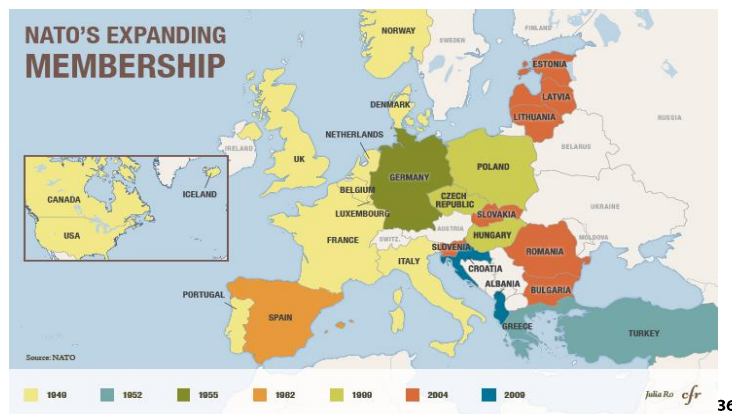 NATO'S EXPANDING
MEMBERSHIP
NORWAY
SWEDEN
FINLAND
ESTONIA
LATVIA
LITHUANIA
RUSSIA
DENMARK
NETHERLANDS
IRELAND
UK
BELARUS
POLAND
GERMANY
BELGIUM
CZECH
REPUBLIC
LUXEMBOURG
UKRAINE
SLOVAKIA
AUSTRIA
HUNGARY
MOLDOVA
FRANCE
SWITZ.
SLOVENIA
ROMANIA
ITALY
CROATIA
ALBANIA
BULGARIA
PORTUGAL
SPAIN
GREECE
TURKEY
CANADA
USA
ICELAND
Source: NATO
1949
1952
1955
1982
1999
2004
2009
Julia Ro cfr
36